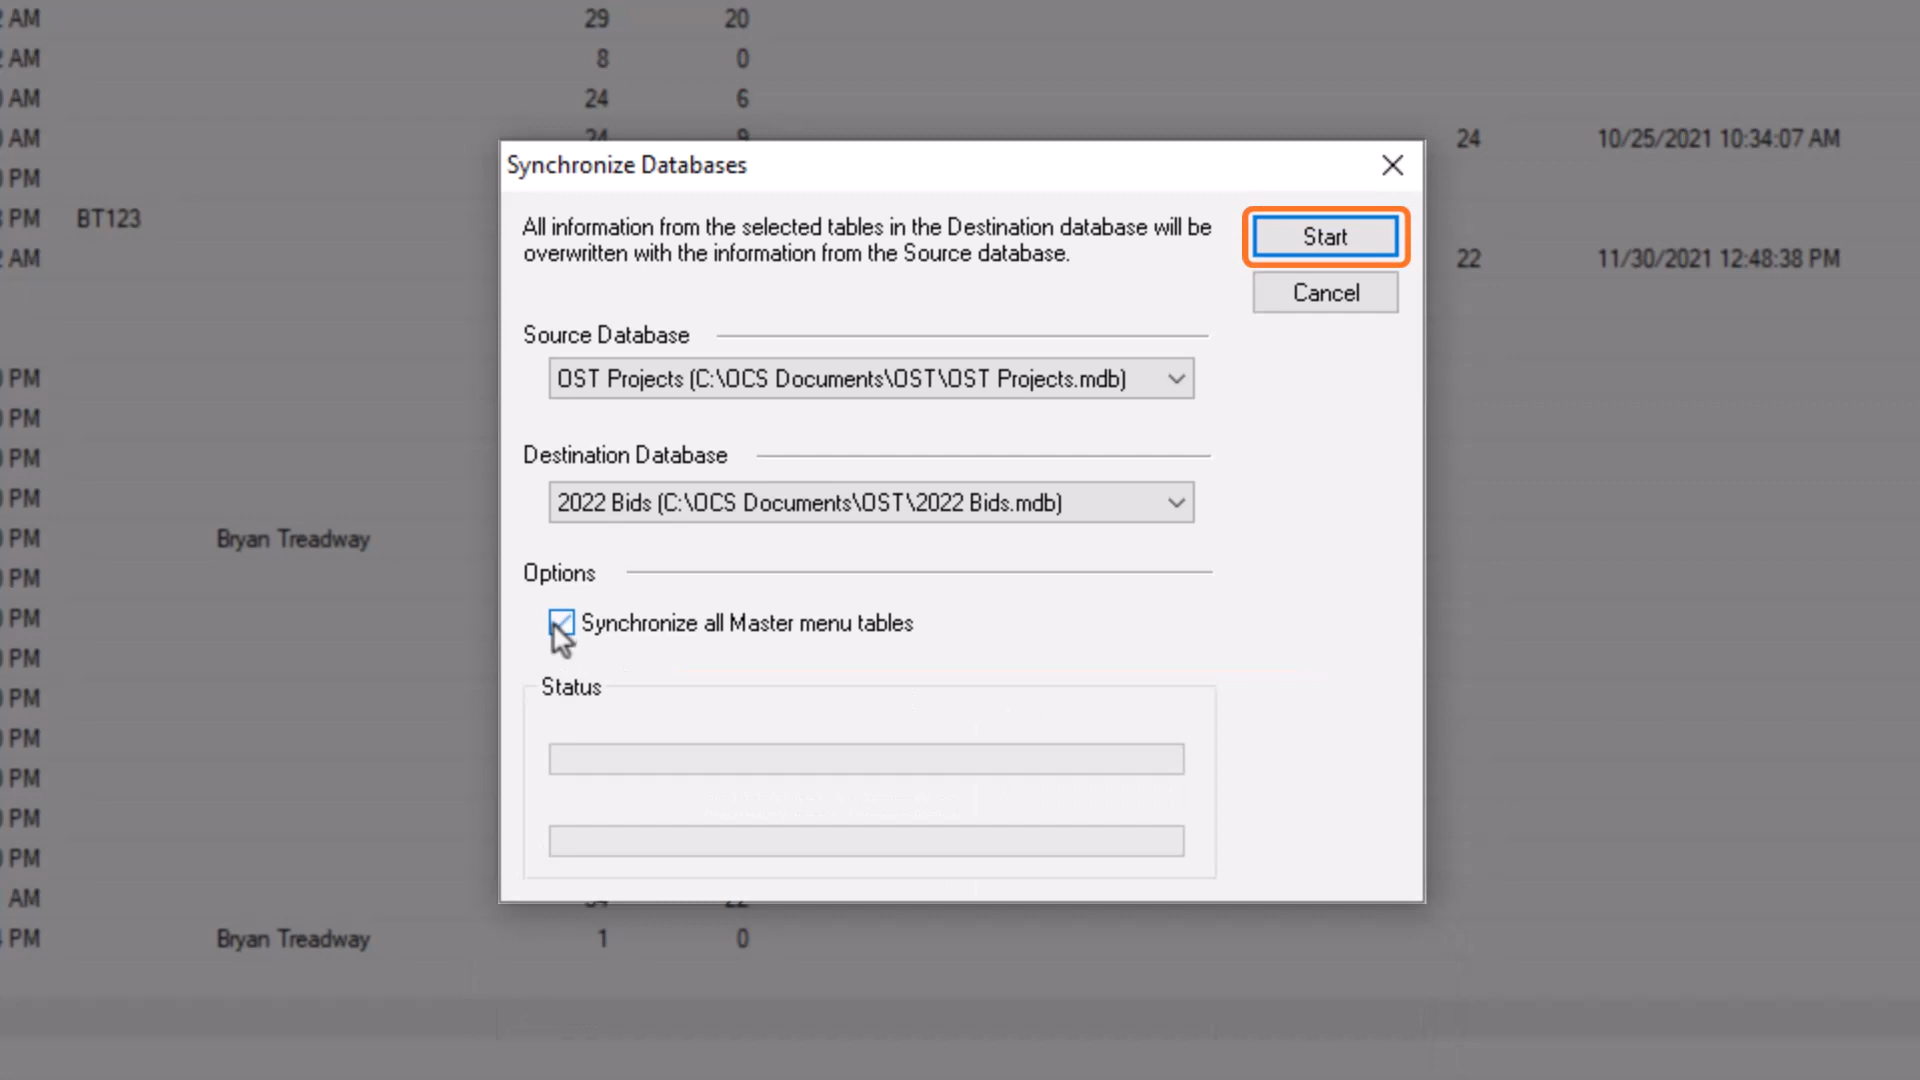 AM
29 20
AM
8 0
AM
24 6
AM
24 9
24 10/25/2021 10:34:07 AM
PM
PM BT123
AM
22 11/30/2021 12:48:38 PM
Synchronize Databases
All information from the selected tables in the Destination database will be
overwritten with the information from the Source database.
Start
Cancel
Source Database
OST Projects (C:\OCS Documents\OST\OST Projects.mdb)
Destination Database
2022 Bids (C:\OCS Documents\OST\2022 Bids.mdb)
Options
Synchronize all Master menu tables
Status
PM
PM
PM
PM
PM Bryan Treadway
PM
PM
PM
PM
PM
PM
PM
PM
AM
22
PM Bryan Treadway 1 0